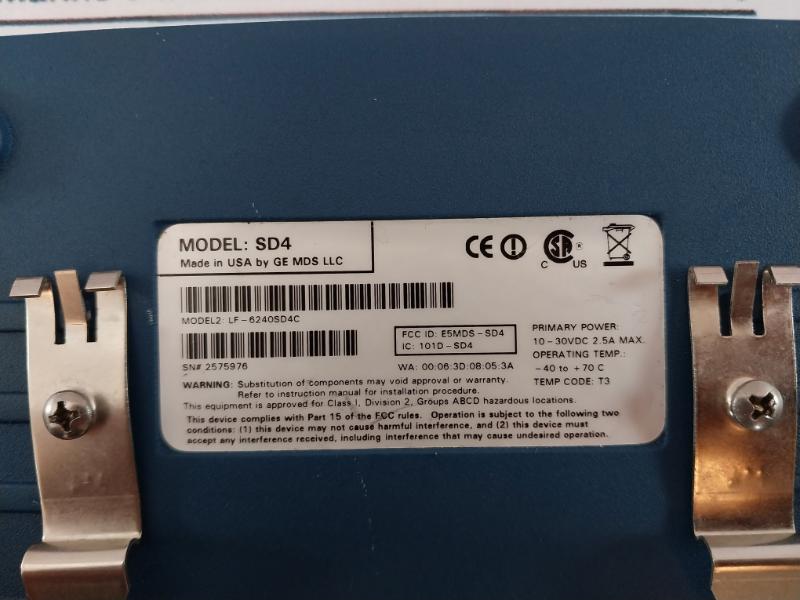 MODEL: SD4
Made in USA by GE MDS LLC
CE
SA
C US
MODEL2: LF-6240SD4C
SN# 2575976
FCC ID: E5MDS-SD4
IC: 101D-SD4
WA: 00:06:3D:08:05:3A
PRIMARY POWER:
10-30VDC 2.5A MAX.
OPERATING TEMP.:
-40 to +70 C
TEMP CODE: T3
WARNING: Substitution of components may void approval or warranty.
Refer to instruction manual for installation procedure.
This equipment is approved for Class I, Division 2, Groups ABCD hazardous locations.
This device complies with Part 15 of the FCC rules. Operation is subject to the following two
conditions: (1) this device may not cause harmful interference, and (2) this device must
accept any interference received, including interference that may cause undesired operation.